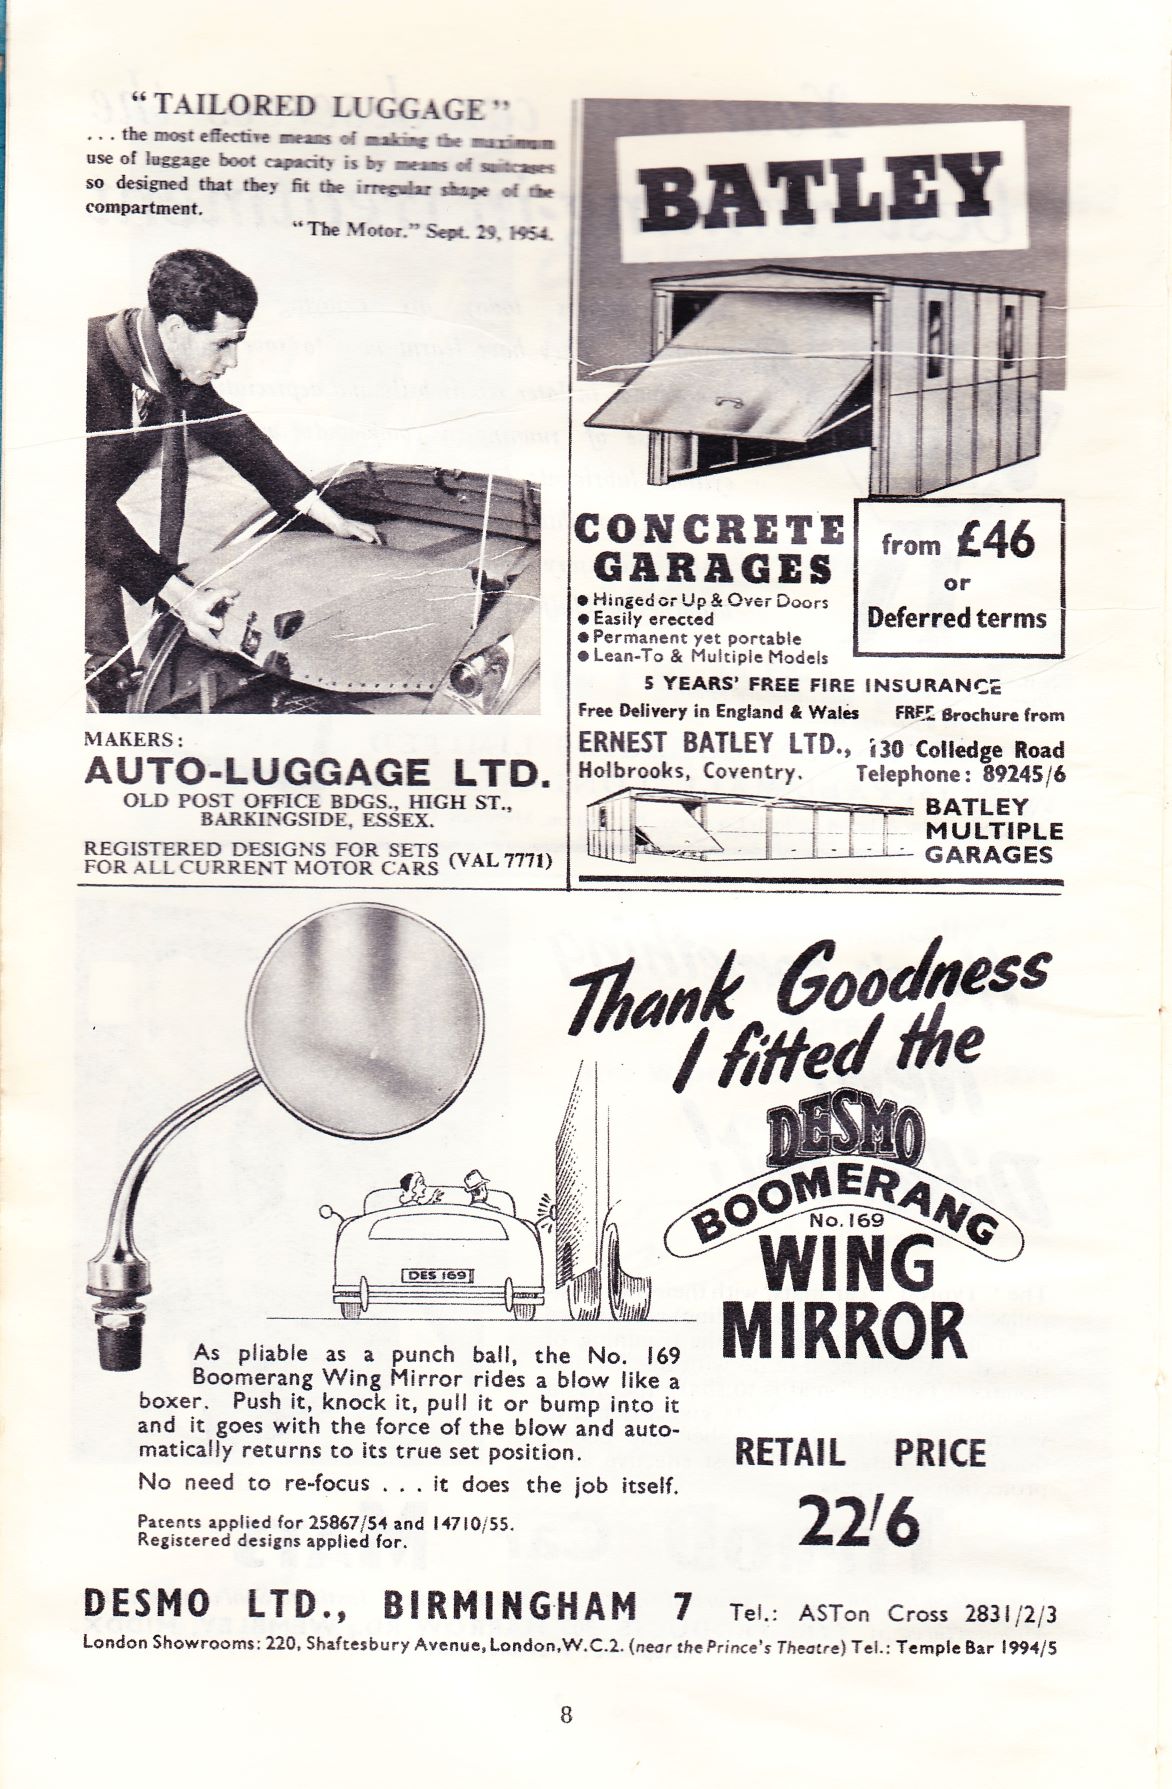 "TAILORED LUGGAGE"
. . . the most effective means of making the maximum
use of luggage boot capacity is by means of suitcases
so designed that they fit the irregular shape of the
compartment.
"The Motor." Sept. 29, 1954.
MAKERS:
AUTO-LUGGAGE LTD.
OLD POST OFFICE BDGS., HIGH ST.,
BARKINGSIDE, ESSEX.
REGISTERED DESIGNS FOR SETS
FOR ALL CURRENT MOTOR CARS (VAL 7771)
BATLEY
CONCRETE
GARAGES
● Hinged or Up & Over Doors
● Easily erected
● Permanent yet portable
● Lean-To & Multiple Models
from £46
or
Deferred terms
5 YEARS' FREE FIRE INSURANCE
Free Delivery in England & Wales FREE Brochure from
ERNEST BATLEY LTD., 130 Colledge Road
Holbrooks, Coventry. Telephone: 89245/6
BATLEY
MULTIPLE
GARAGES
Thank Goodness
I fitted the
DESMO
BOOMERANG
No. 169
WING
MIRROR
DES 169
As pliable as a punch ball, the No. 169
Boomerang Wing Mirror rides a blow like a
boxer. Push it, knock it, pull it or bump into it
and it goes with the force of the blow and auto-
matically returns to its true set position.
No need to re-focus . . . it does the job itself.
Patents applied for 25867/54 and 14710/55.
Registered designs applied for.
RETAIL PRICE
22/6
DESMO LTD., BIRMINGHAM 7 Tel.: ASTon Cross 2831/2/3
London Showrooms: 220, Shaftesbury Avenue, London, W.C.2. (near the Prince's Theatre) Tel.: Temple Bar 1994/5
8